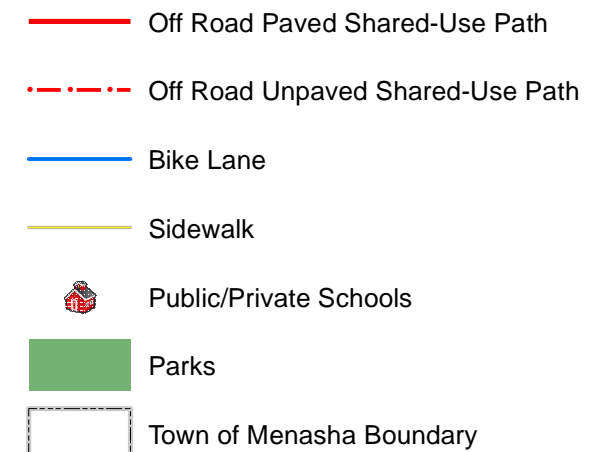 Off Road Paved Shared-Use Path
Off Road Unpaved Shared-Use Path
Bike Lane
Sidewalk
Public/Private Schools
Parks
Town of Menasha Boundary